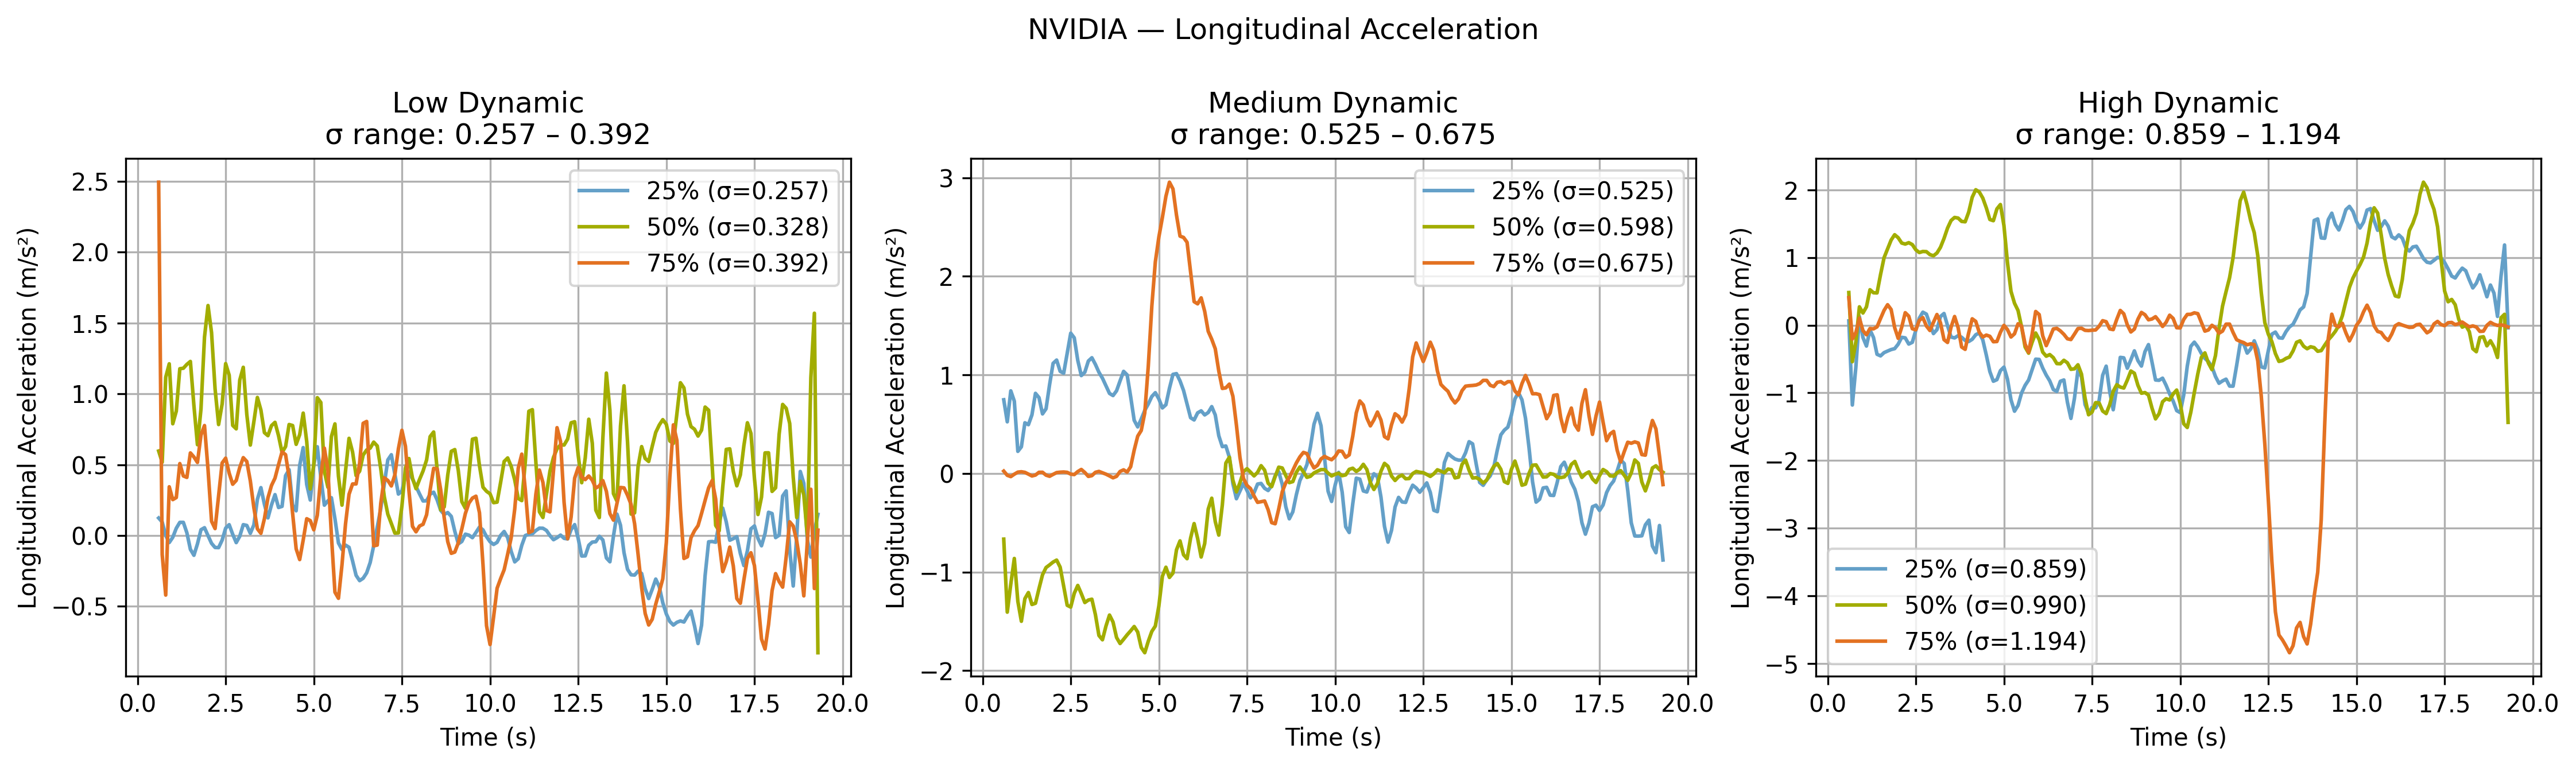 NVIDIA — Longitudinal Acceleration
Low Dynamic
σ range: 0.257 – 0.392
Longitudinal Acceleration (m/s²)
2.5
2.0
1.5
1.0
0.5
0.0
−0.5
25% (σ=0.257)
50% (σ=0.328)
75% (σ=0.392)
0.0 2.5 5.0 7.5 10.0 12.5 15.0 17.5 20.0
Time (s)
Medium Dynamic
σ range: 0.525 – 0.675
Longitudinal Acceleration (m/s²)
3
2
1
0
−1
−2
25% (σ=0.525)
50% (σ=0.598)
75% (σ=0.675)
0.0 2.5 5.0 7.5 10.0 12.5 15.0 17.5 20.0
Time (s)
High Dynamic
σ range: 0.859 – 1.194
Longitudinal Acceleration (m/s²)
2
1
0
−1
−2
−3
−4
−5
25% (σ=0.859)
50% (σ=0.990)
75% (σ=1.194)
0.0 2.5 5.0 7.5 10.0 12.5 15.0 17.5 20.0
Time (s)